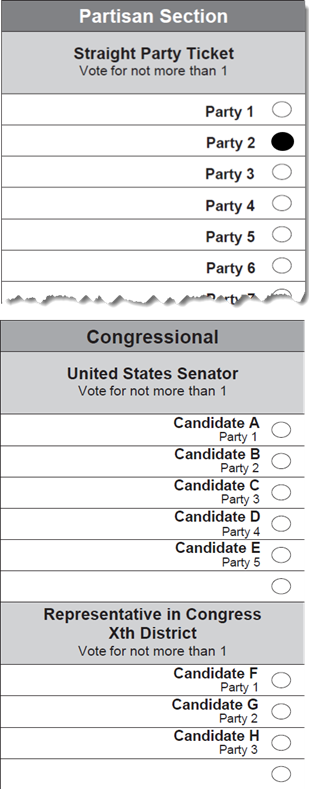 Partisan Section
Straight Party Ticket
Vote for not more than 1
Party 1
Party 2
Party 3
Party 4
Party 5
Party 6
Party 7
Congressional
United States Senator
Vote for not more than 1
Candidate A
Party 1
Candidate B
Party 2
Candidate C
Party 3
Candidate D
Party 4
Candidate E
Party 5
Representative in Congress
Xth District
Vote for not more than 1
Candidate F
Party 1
Candidate G
Party 2
Candidate H
Party 3